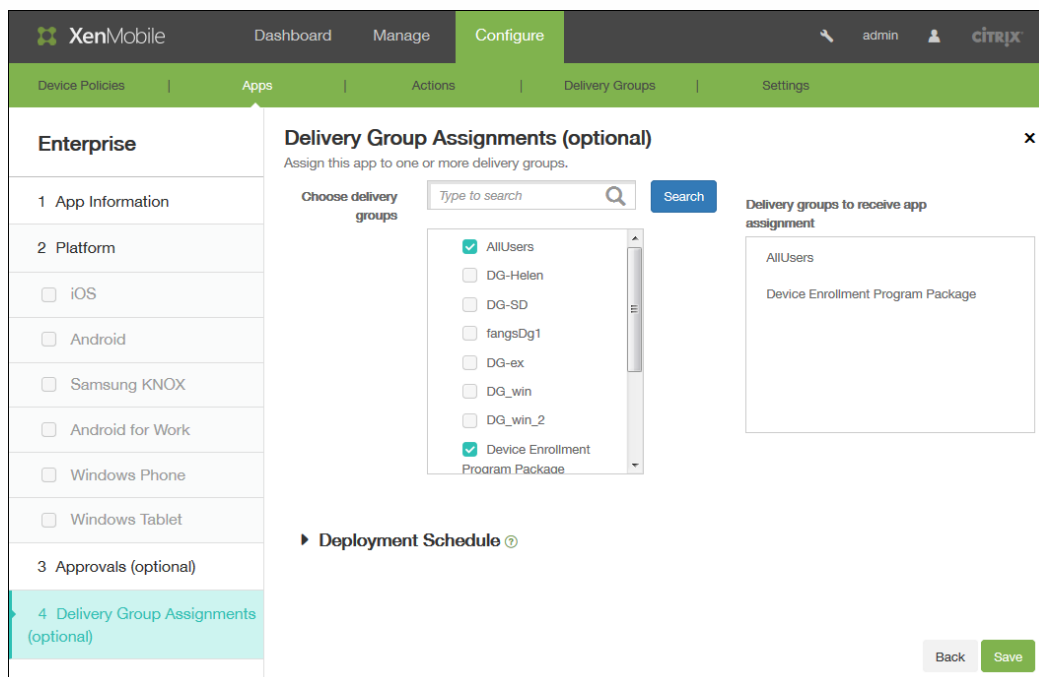 XenMobile
Dashboard
Manage
Configure
admin
CİTRIX
Device Policies | Apps | Actions | Delivery Groups | Settings
Enterprise
1 App Information
2 Platform
iOS
Android
Samsung KNOX
Android for Work
Windows Phone
Windows Tablet
3 Approvals (optional)
4 Delivery Group Assignments
(optional)
Delivery Group Assignments (optional)
Assign this app to one or more delivery groups.
Choose delivery
groups
Type to search
Search
AllUsers
DG-Helen
DG-SD
fangsDg1
DG-ex
DG_win
DG_win_2
Device Enrollment
Program Package
Delivery groups to receive app
assignment
AllUsers
Device Enrollment Program Package
Deployment Schedule ?
Back
Save